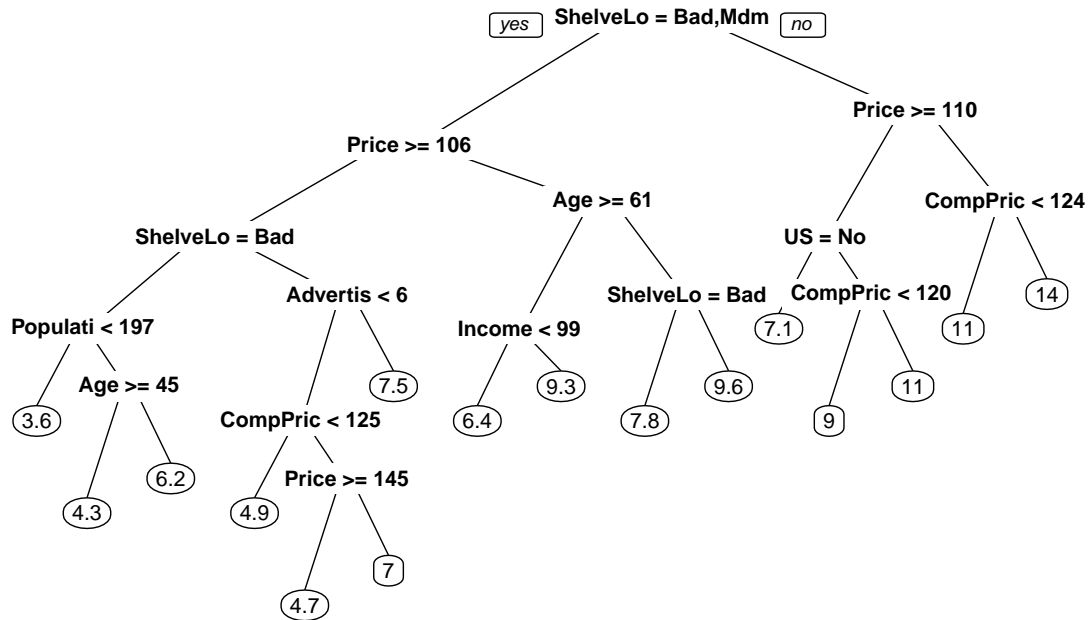 yes ShelveLo = Bad,Mdm no
Price >= 110
Price >= 106
Age >= 61 CompPric < 124
ShelveLo = Bad US = No
Advertis < 6 ShelveLo = Bad CompPric < 120 14
Populati < 197 Income < 99 7.1 11
Age >= 45 7.5 9.3 9.6 11
3.6 CompPric < 125 6.4 7.8 9
6.2 Price >= 145
4.3 4.9
7
4.7